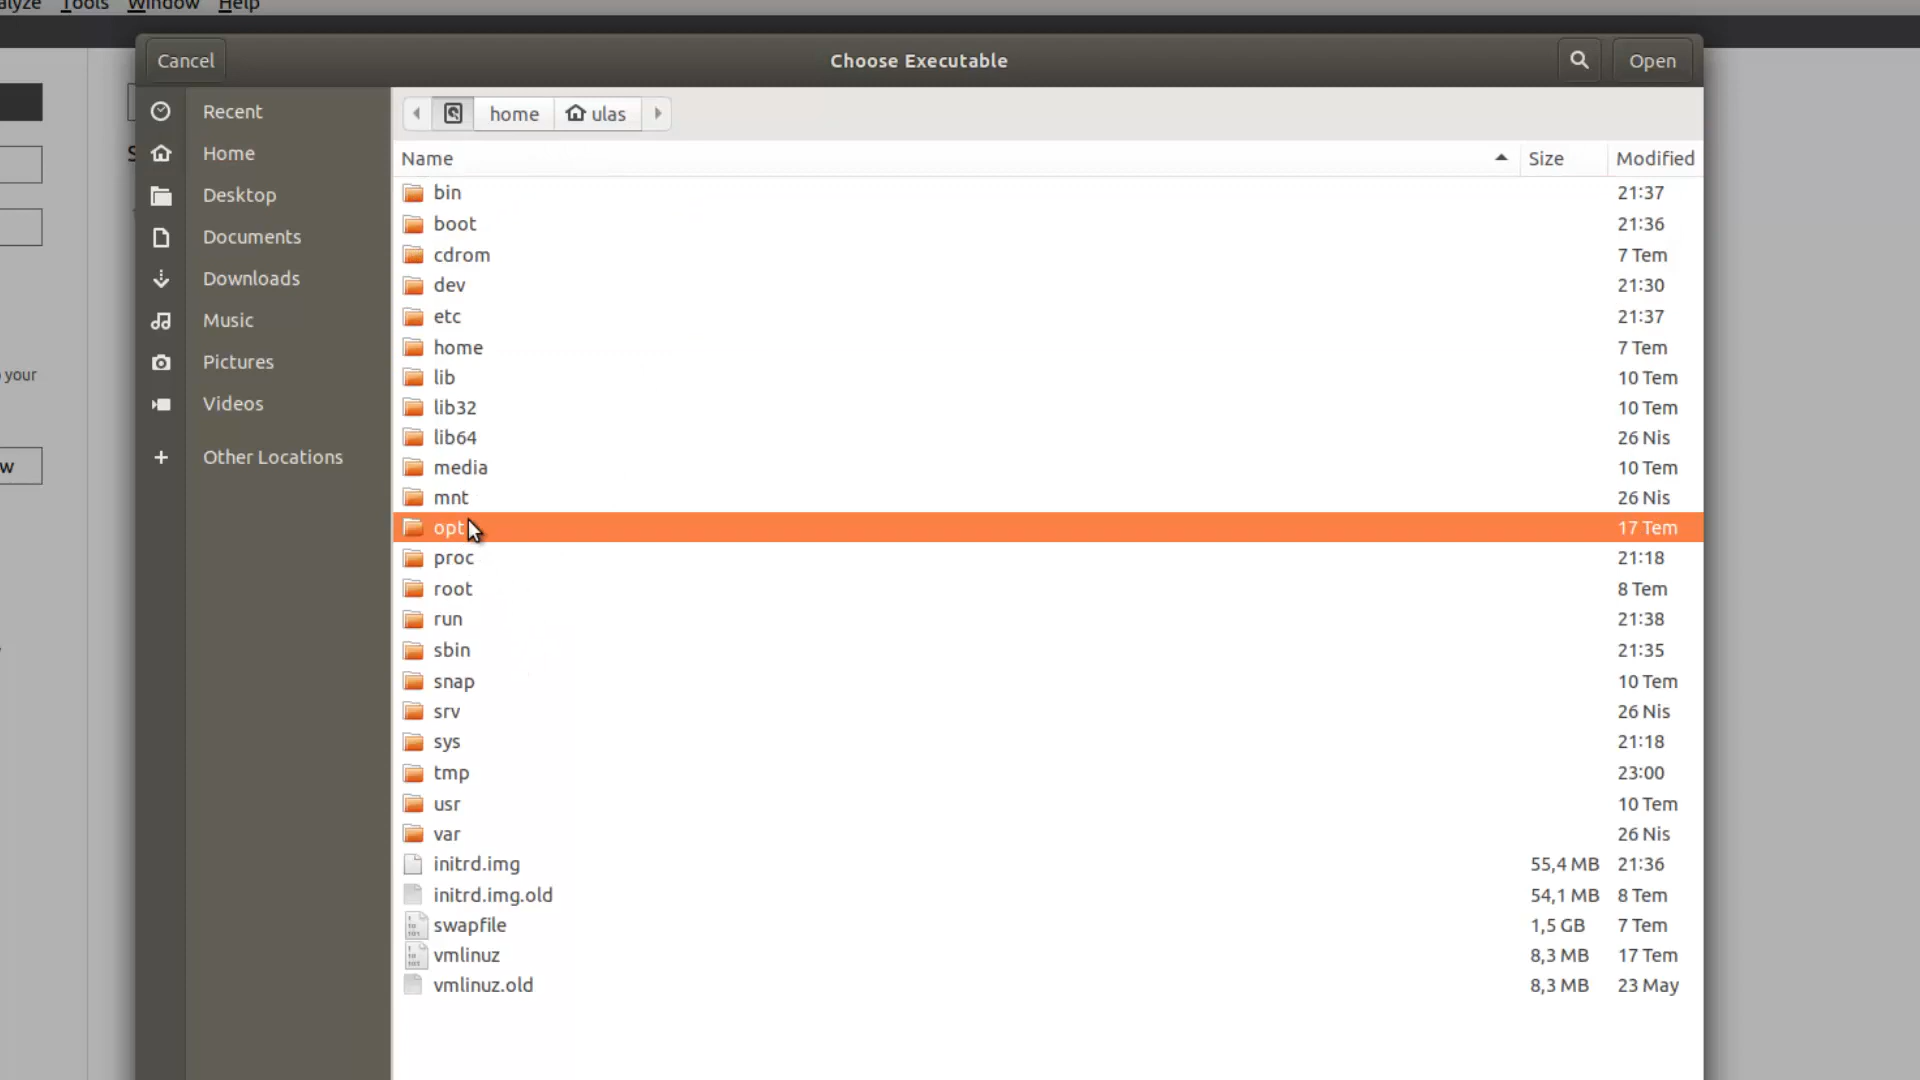 alyze Tools Window Help
Cancel Choose Executable Open
Recent
Home
Desktop
Documents
Downloads
Music
Pictures
Videos
Other Locations
home ulas
Name Size Modified
bin 21:37
boot 21:36
cdrom 7 Tem
dev 21:30
etc 21:37
home 7 Tem
lib 10 Tem
lib32 10 Tem
lib64 26 Nis
media 10 Tem
mnt 26 Nis
opt 17 Tem
proc 21:18
root 8 Tem
run 21:38
sbin 21:35
snap 10 Tem
srv 26 Nis
sys 21:18
tmp 23:00
usr 10 Tem
var 26 Nis
initrd.img 55,4 MB 21:36
initrd.img.old 54,1 MB 8 Tem
swapfile 1,5 GB 7 Tem
vmlinuz 8,3 MB 17 Tem
vmlinuz.old 8,3 MB 23 May
your
w